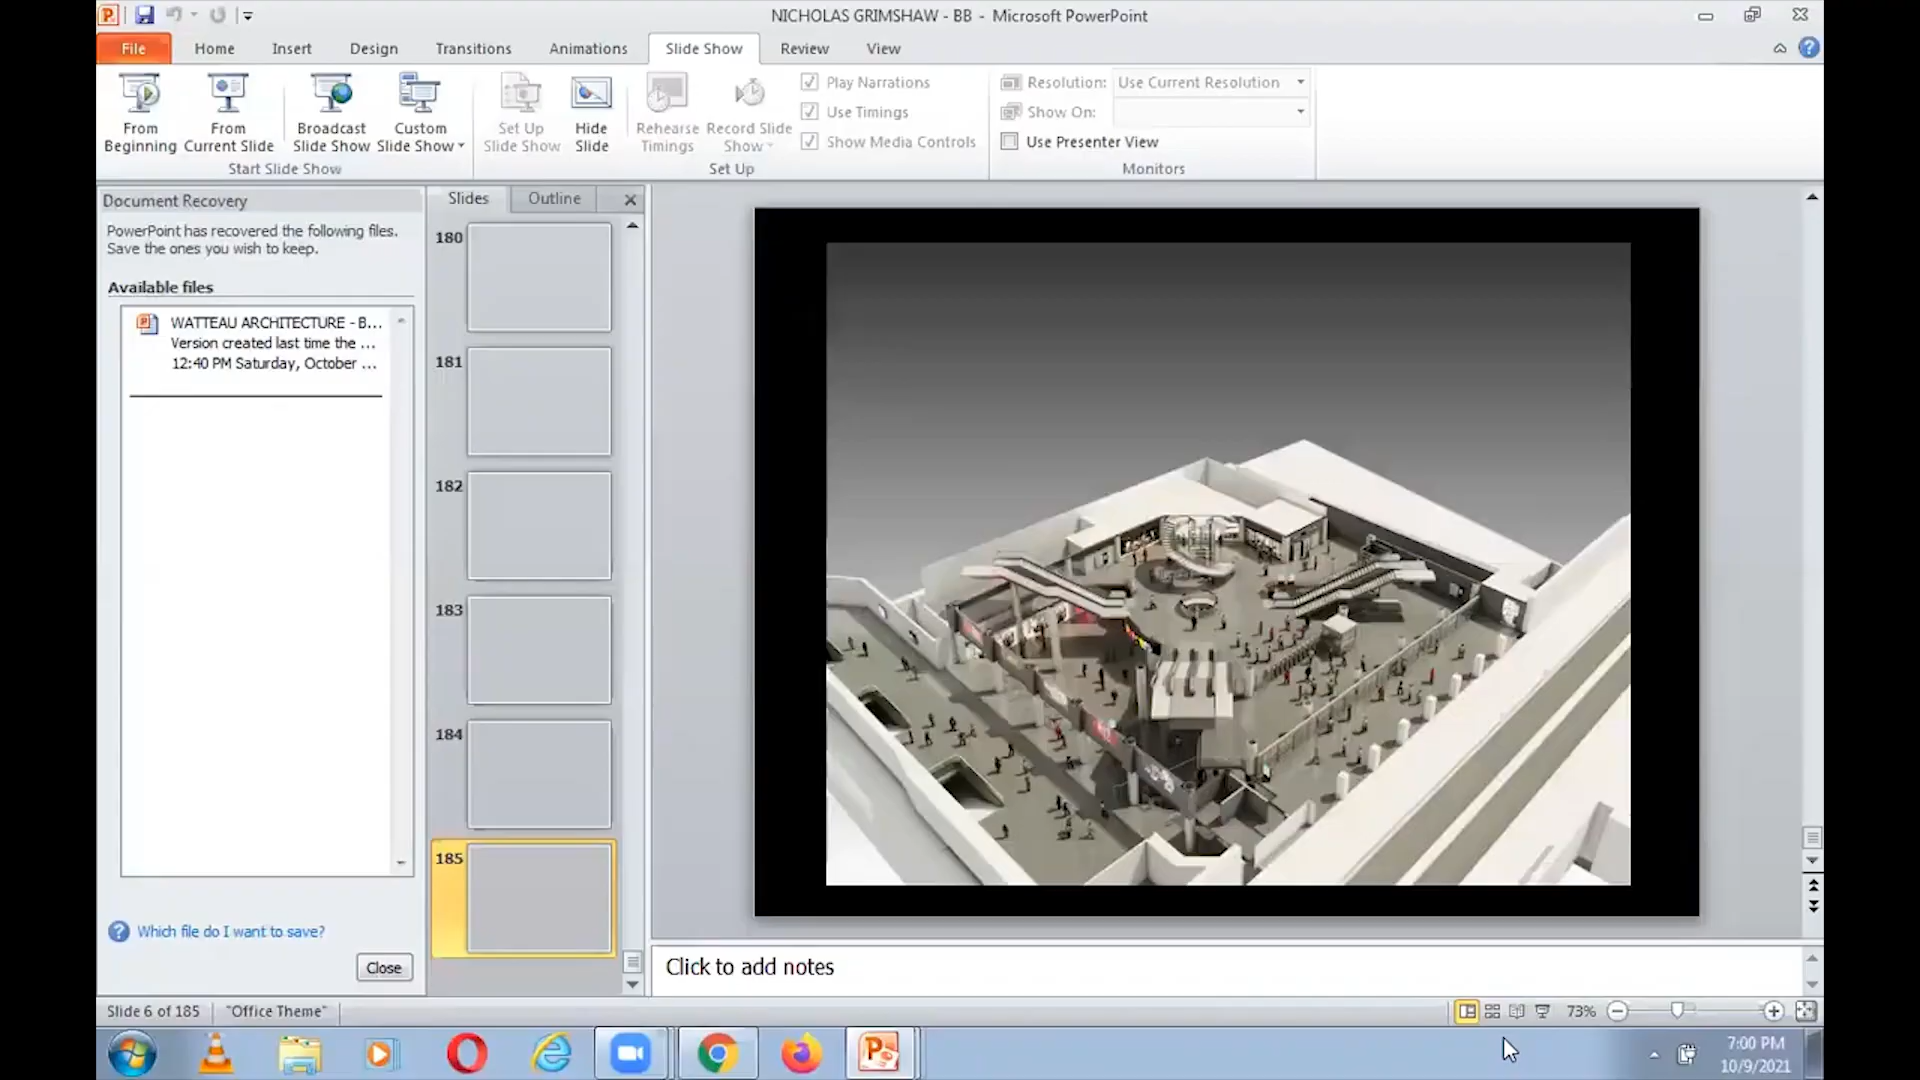 NICHOLAS GRIMSHAW - BB - Microsoft PowerPoint
File Home Insert Design Transitions Animations Slide Show Review View
From Beginning
From Current Slide
Broadcast Slide Show
Custom Slide Show
Start Slide Show
Set Up Slide Show
Hide Slide
Rehearse Timings
Record Slide Show
Play Narrations
Use Timings
Show Media Controls
Set Up
Resolution: Use Current Resolution
Show On:
Use Presenter View
Monitors
Document Recovery
PowerPoint has recovered the following files.
Save the ones you wish to keep.
Available files
WATTEAU ARCHITECTURE - B...
Version created last time the ...
12:40 PM Saturday, October ...
Which file do I want to save?
Close
Slides Outline
180
181
182
183
184
185
Click to add notes
Slide 6 of 185 "Office Theme" 73%
7:00 PM
10/9/2021